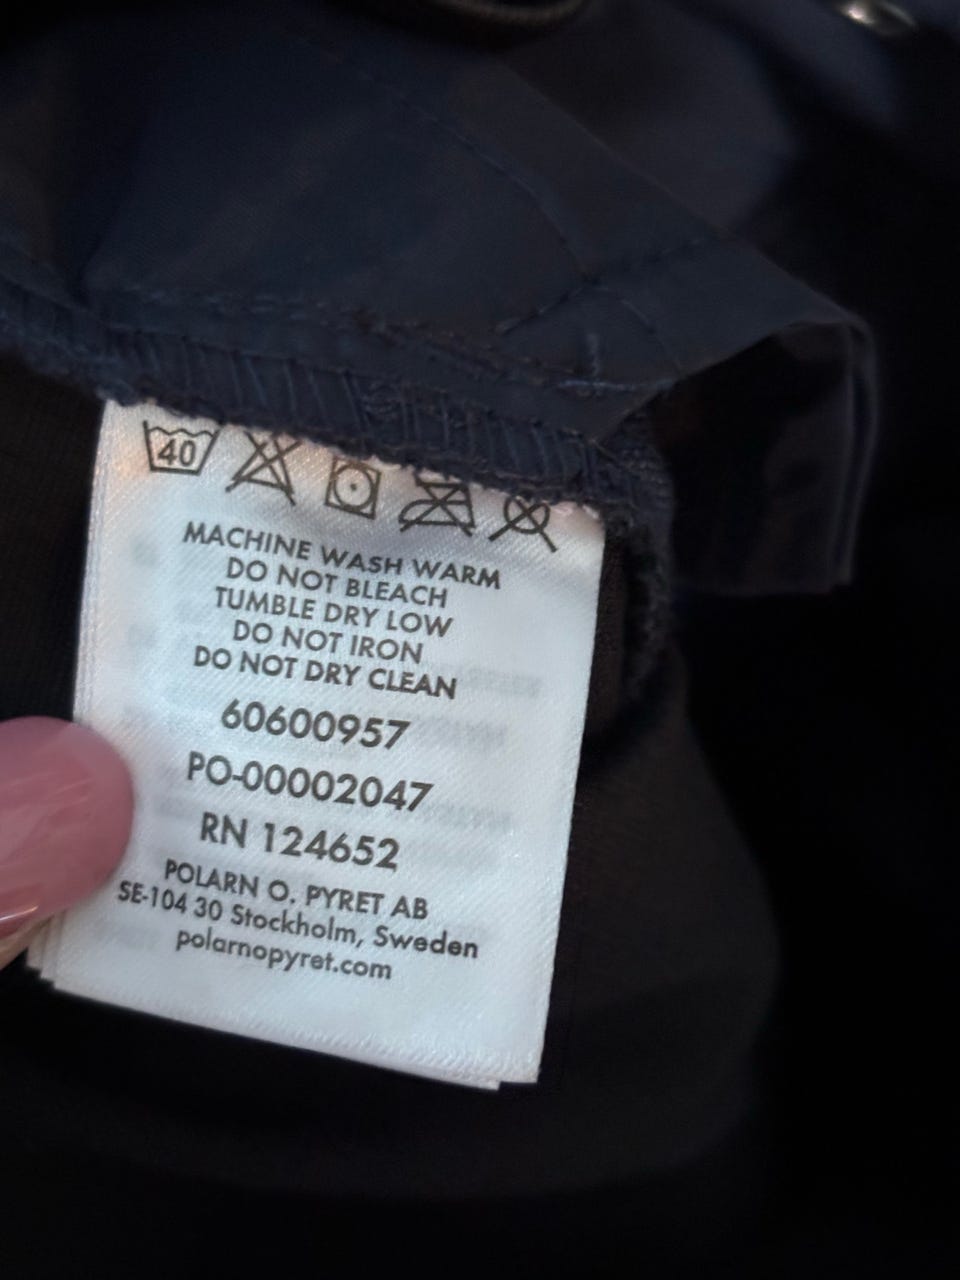 40
MACHINE WASH WARM
DO NOT BLEACH
TUMBLE DRY LOW
DO NOT IRON
DO NOT DRY CLEAN
60600957
PO-00002047
RN 124652
POLARN O. PYRET AB
SE-104 30 Stockholm, Sweden
polarnopyret.com